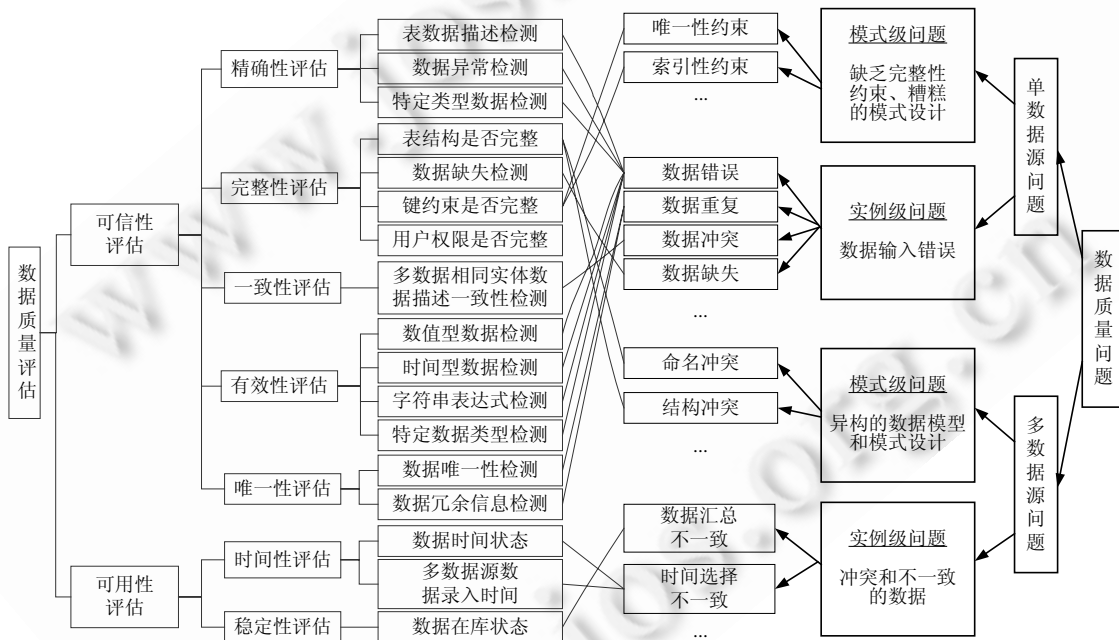 数据质量评估
可信性
评估
可用性
评估
精确性评估
完整性评估
一致性评估
有效性评估
唯一性评估
时间性评估
稳定性评估
表数据描述检测
数据异常检测
特定类型数据检测
表结构是否完整
数据缺失检测
键约束是否完整
用户权限是否完整
多数据相同实体数
据描述一致性检测
数值型数据检测
时间型数据检测
字符串表达式检测
特定数据类型检测
数据唯一性检测
数据冗余信息检测
数据时间状态
多数据源数
据录入时间
数据在库状态
唯一性约束
索引性约束
...
数据错误
数据重复
数据冲突
数据缺失
...
命名冲突
结构冲突
...
数据汇总
不一致
时间选择
不一致
...
模式级问题
缺乏完整性
约束、糟糕
的模式设计
实例级问题
数据输入错误
模式级问题
异构的数据模型
和模式设计
实例级问题
冲突和不一致
的数据
单数据源问题
多数据源问题
数据质量问题